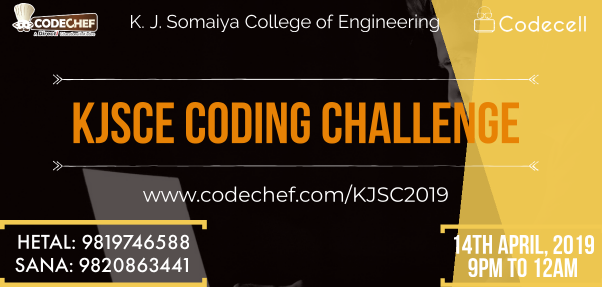 CODECHEF
K. J. Somaiya College of Engineering
Codecell
KJSCE CODING CHALLENGE
www.codechef.com/KJSC2019
HETAL: 9819746588
SANA: 9820863441
14TH APRIL, 2019
9PM TO 12AM